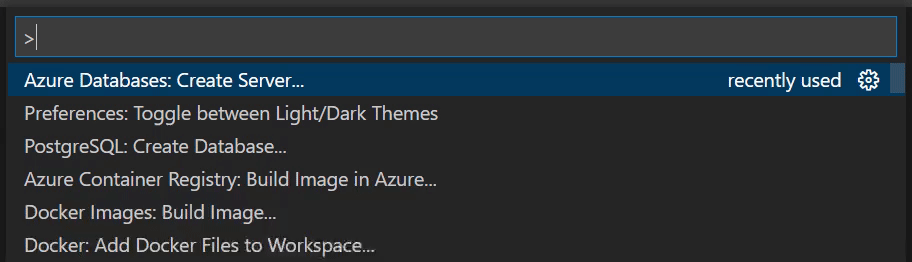 >
Azure Databases: Create Server... recently used
Preferences: Toggle between Light/Dark Themes
PostgreSQL: Create Database...
Azure Container Registry: Build Image in Azure...
Docker Images: Build Image...
Docker: Add Docker Files to Workspace...